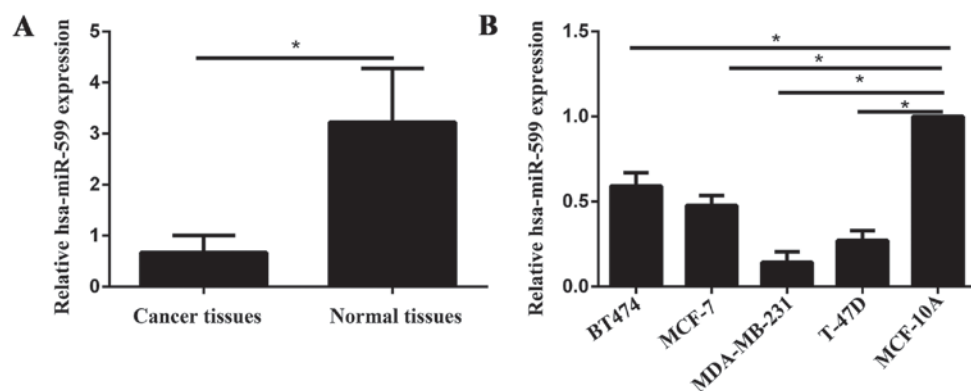 A
Relative hsa-miR-599 expression
5
4
3
2
1
0
*
Cancer tissues
Normal tissues
B
Relative hsa-miR-599 expression
1.5
1.0
0.5
0.0
*
*
*
*
BT474
MCF-7
MDA-MB-231
T-47D
MCF-10A